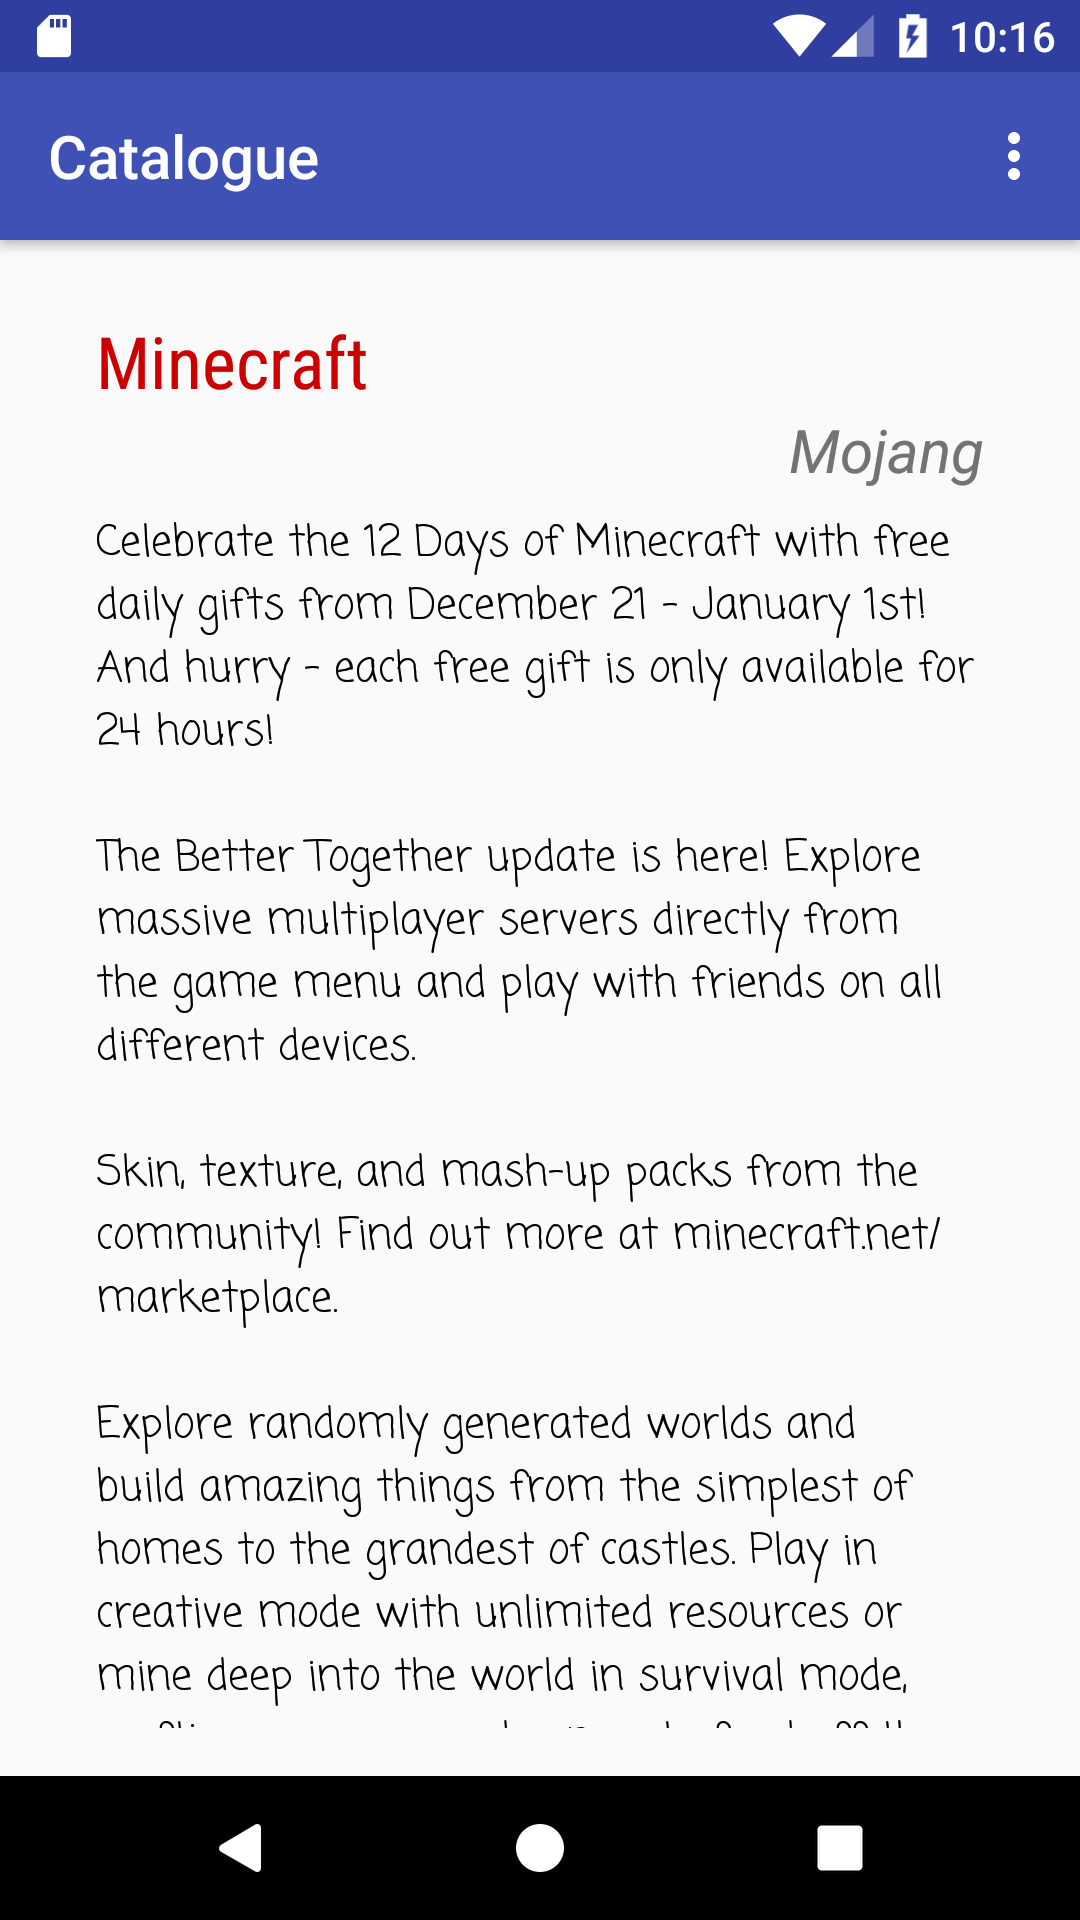 10:16
Catalogue
Minecraft
Mojang
Celebrate the 12 Days of Minecraft with free
daily gifts from December 21 - January 1st!
And hurry - each free gift is only available for
24 hours!
The Better Together update is here! Explore
massive multiplayer servers directly from
the game menu and play with friends on all
different devices.
Skin, texture, and mash-up packs from the
community! Find out more at minecraft.net/
marketplace.
Explore randomly generated worlds and
build amazing things from the simplest of
homes to the grandest of castles. Play in
creative mode with unlimited resources or
mine deep into the world in survival mode,